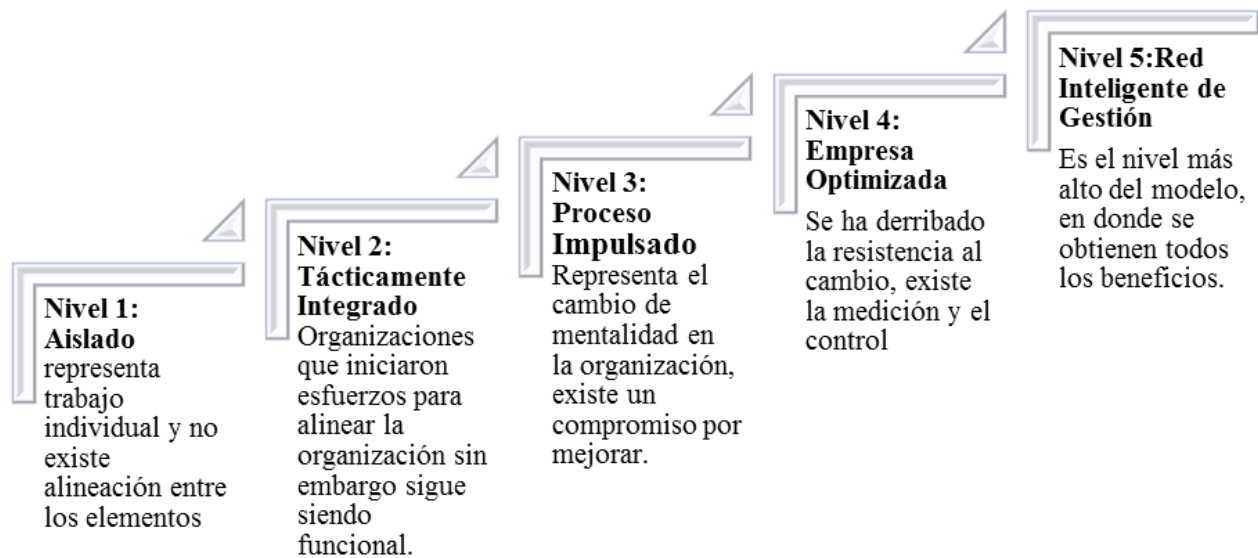 Nivel 1:
Aislado
representa
trabajo
individual y no
existe
alineación entre
los elementos
Nivel 2:
Tácticamente
Integrado
Organizaciones
que iniciaron
esfuerzos para
alinear la
organización sin
embargo sigue
siendo
funcional.
Nivel 3:
Proceso
Impulsado
Representa el
cambio de
mentalidad en
la organización,
existe un
compromiso por
mejorar.
Nivel 4:
Empresa
Optimizada
Se ha derribado
la resistencia al
cambio, existe
la medición y el
control
Nivel 5:Red
Inteligente de
Gestión
Es el nivel más
alto del modelo,
en donde se
obtienen todos
los beneficios.